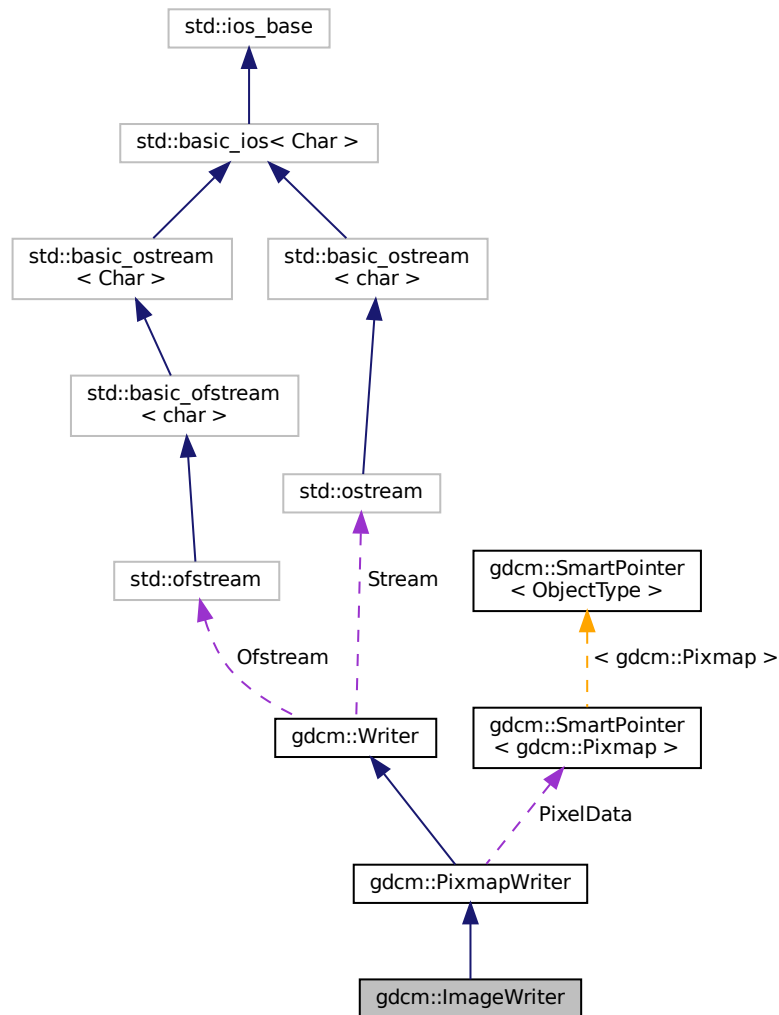 std::ios_base
std::basic_ios< Char >
std::basic_ostream
< Char >
std::basic_ostream
< char >
std::basic_ofstream
< char >
std::ostream
std::ofstream
gdcm::SmartPointer
< ObjectType >
Stream
Ofstream
< gdcm::Pixmap >
gdcm::Writer
gdcm::SmartPointer
< gdcm::Pixmap >
PixelData
gdcm::PixmapWriter
gdcm::ImageWriter